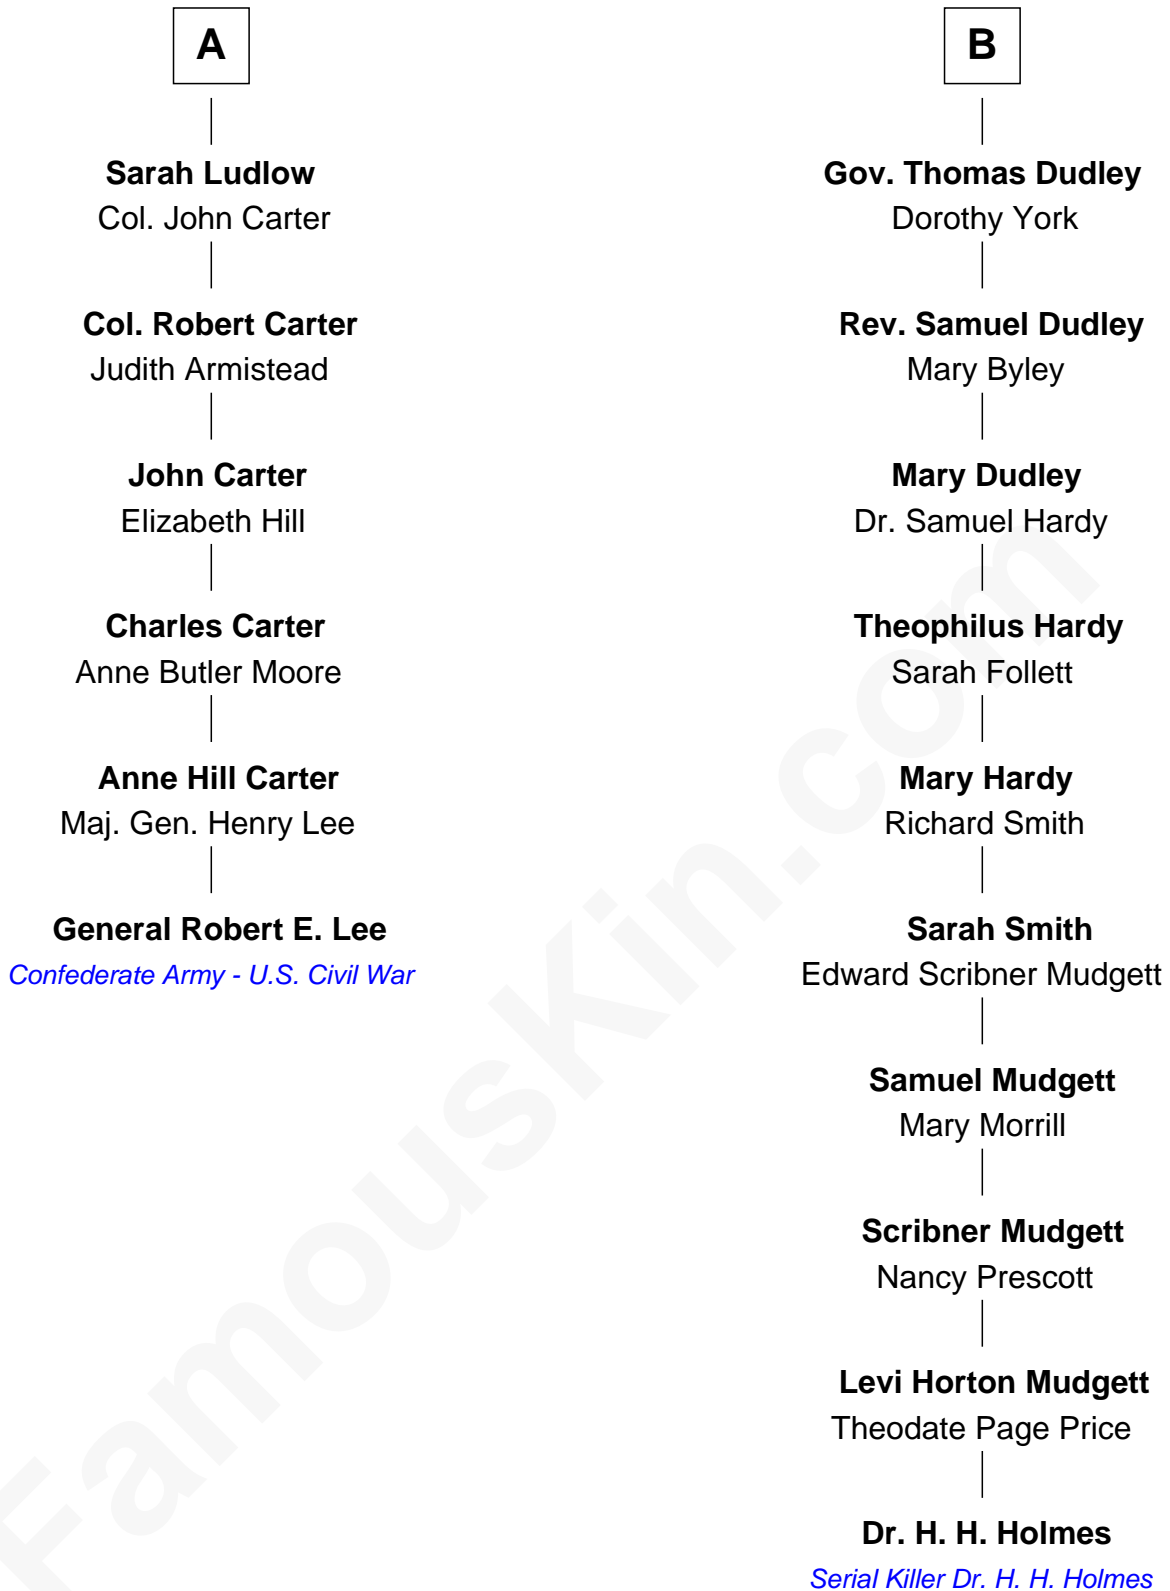 A
Sarah Ludlow
Col. John Carter
Col. Robert Carter
Judith Armistead
John Carter
Elizabeth Hill
Charles Carter
Anne Butler Moore
Anne Hill Carter
Maj. Gen. Henry Lee
General Robert E. Lee
Confederate Army - U.S. Civil War
B
Gov. Thomas Dudley
Dorothy York
Rev. Samuel Dudley
Mary Byley
Mary Dudley
Dr. Samuel Hardy
Theophilus Hardy
Sarah Follett
Mary Hardy
Richard Smith
Sarah Smith
Edward Scribner Mudgett
Samuel Mudgett
Mary Morrill
Scribner Mudgett
Nancy Prescott
Levi Horton Mudgett
Theodate Page Price
Dr. H. H. Holmes
Serial Killer Dr. H. H. Holmes
FamousKin.com